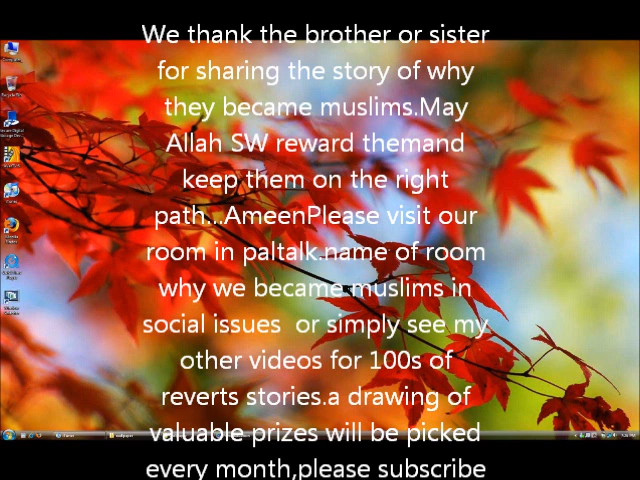 We thank the brother or sister
for sharing the story of why
they became muslims.May
Allah SW reward themand
keep them on the right
path...AmeenPlease visit our
room in paltalk.name of room
why we became muslims in
social issues  or simply see my
other videos for 100s of
reverts stories.a drawing of
valuable prizes will be picked
every month,please subscribe